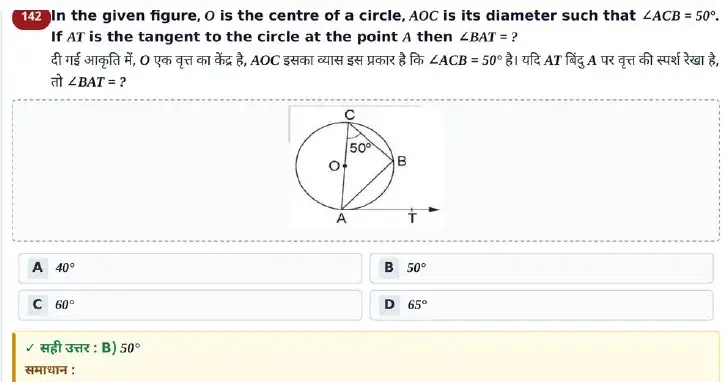 142 In the given figure, O is the centre of a circle, AOC is its diameter such that ∠ACB = 50°.
If AT is the tangent to the circle at the point A then ∠BAT = ?
दी गई आकृति में, O एक वृत्त का केंद्र है, AOC इसका व्यास इस प्रकार है कि ∠ACB = 50° है। यदि AT बिंदु A पर वृत्त की स्पर्श रेखा है,
तो ∠BAT = ?
C
50°
O
B
A
T
A 40°
B 50°
C 60°
D 65°
✓ सही उत्तर : B) 50°
समाधान :